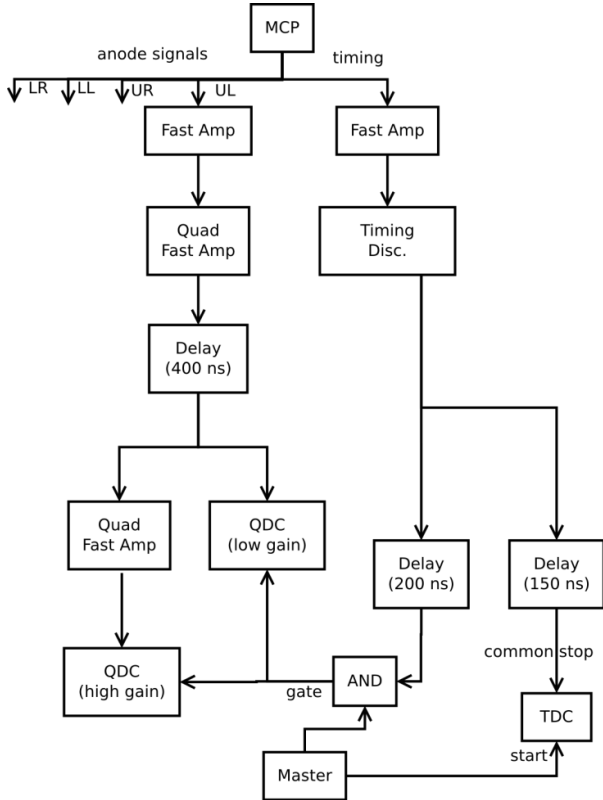 MCP
anode signals
timing
LR
LL
UR
UL
Fast Amp
Fast Amp
Quad
Fast Amp
Timing
Disc.
Delay
(400 ns)
Quad
Fast Amp
QDC
(low gain)
Delay
(200 ns)
Delay
(150 ns)
common stop
QDC
(high gain)
gate
AND
TDC
start
Master